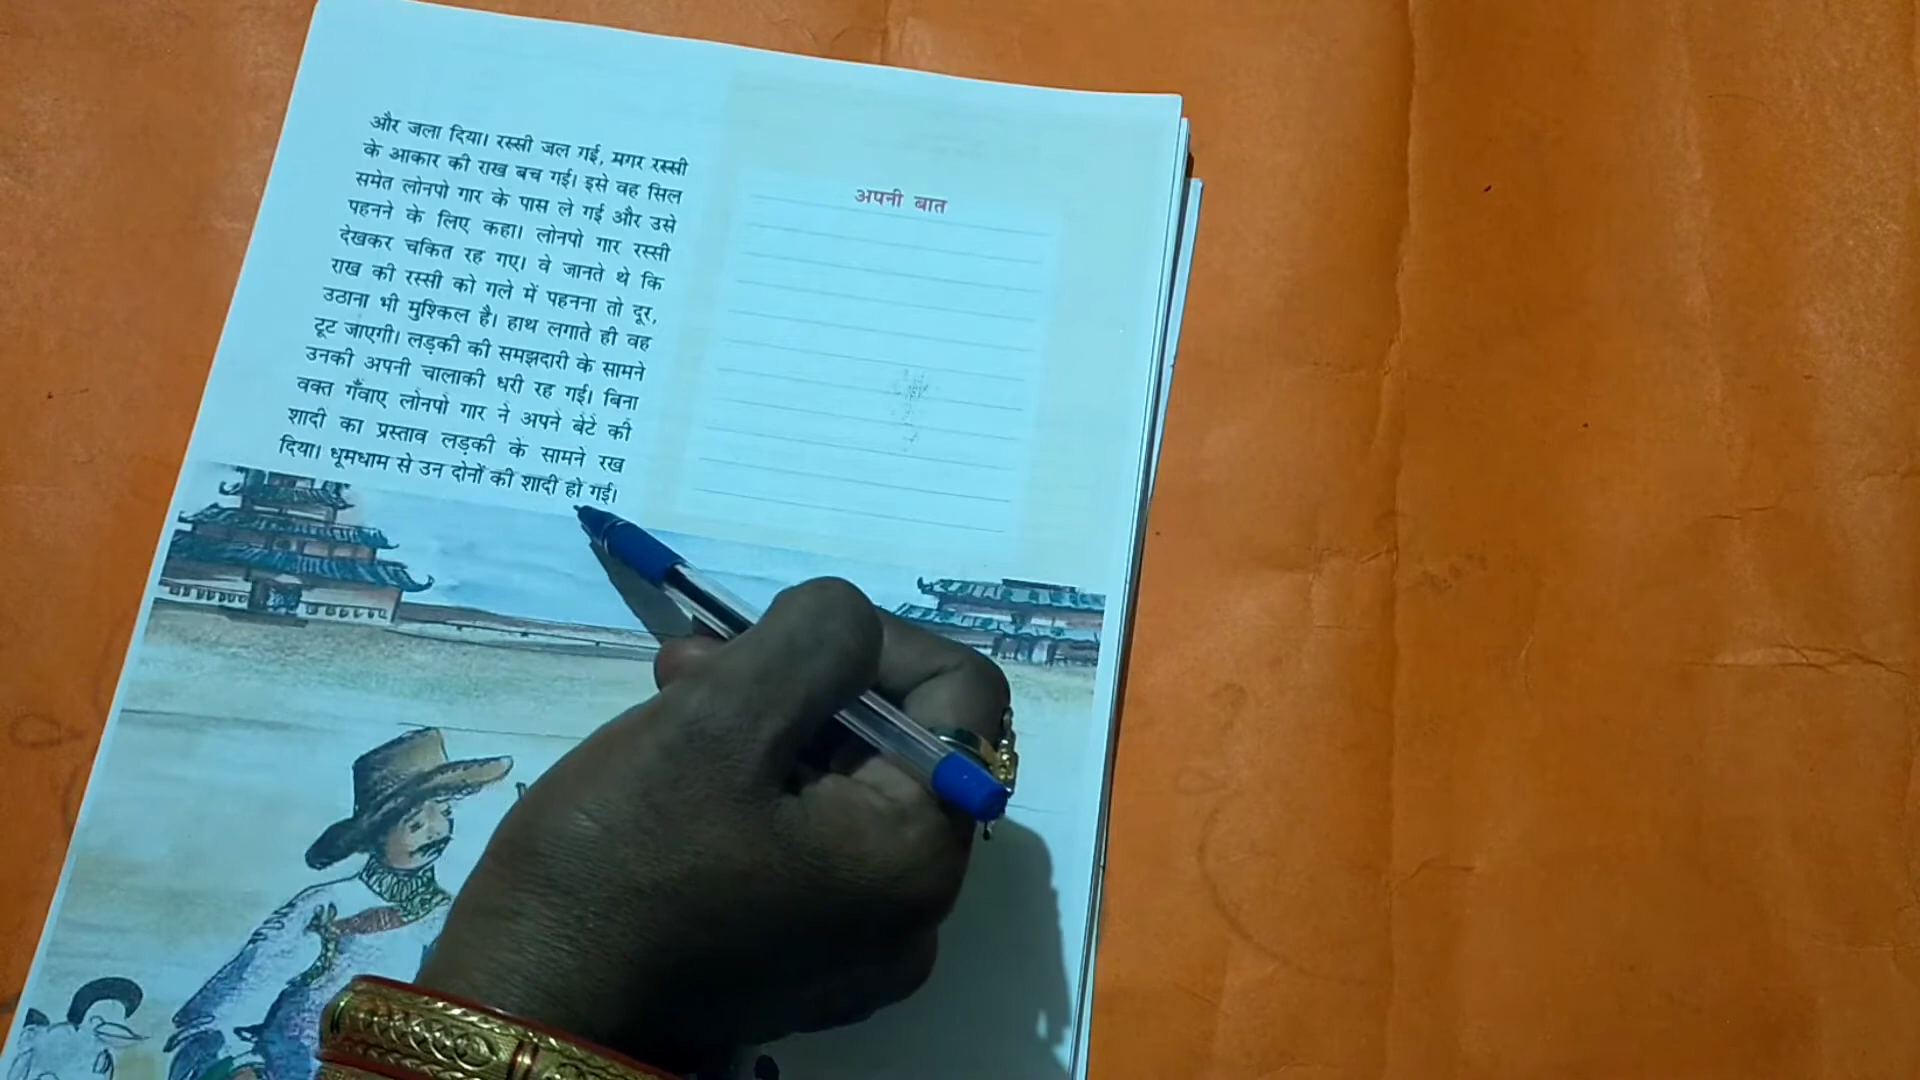 और जला दिया। रस्सी जल गई, मगर रस्सी
के आकार की राख बच गई। इसे वह सिल
समेत लोनपो गार के पास ले गई और उसे
पहनने के लिए कहा। लोनपो गार रस्सी
देखकर चकित रह गए। वे जानते थे कि
राख की रस्सी को गले में पहनना तो दूर,
उठाना भी मुश्किल है। हाथ लगाते ही वह
टूट जाएगी। लड़की की समझदारी के सामने
उनकी अपनी चालाकी धरी रह गई। बिना
वक्त गँवाए लोनपो गार ने अपने बेटे की
शादी का प्रस्ताव लड़की के सामने रख
दिया। धूमधाम से उन दोनों की शादी हो गई।
अपनी बात